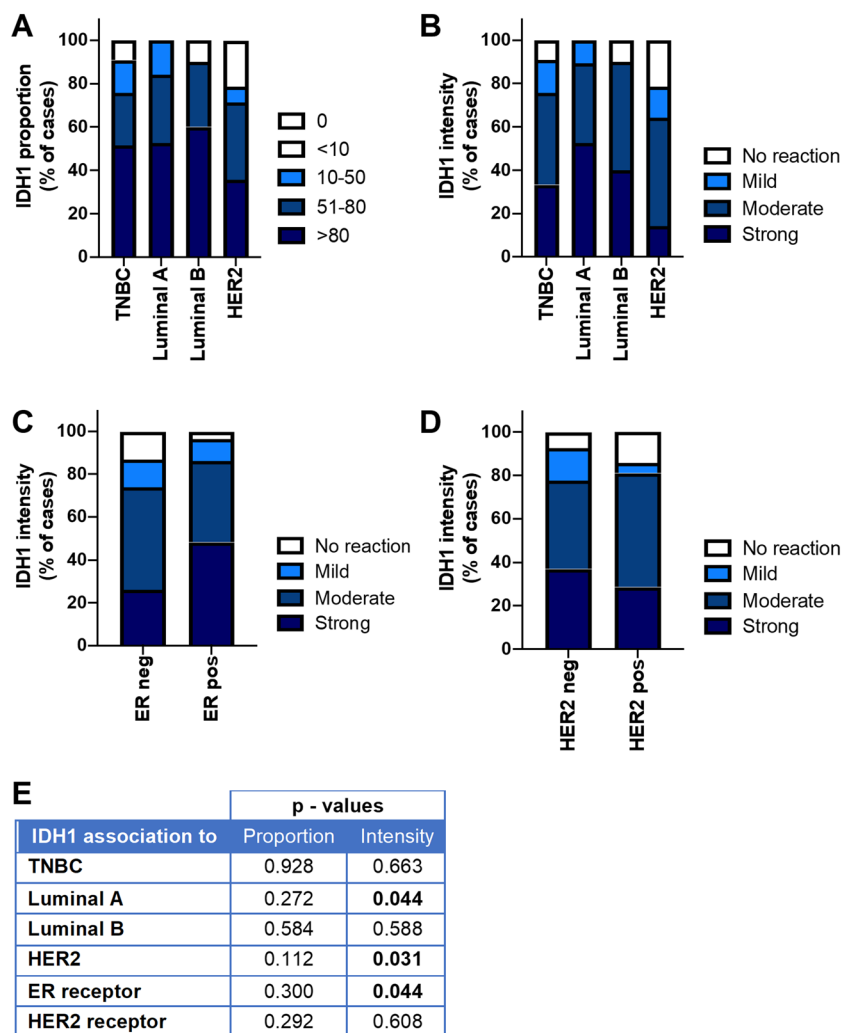 A
IDH1 proportion
(% of cases)
100
80
60
40
20
0
TNBC
Luminal A
Luminal B
HER2
0
<10
10-50
51-80
>80
B
IDH1 intensity
(% of cases)
100
80
60
40
20
0
TNBC
Luminal A
Luminal B
HER2
No reaction
Mild
Moderate
Strong
C
IDH1 intensity
(% of cases)
100
80
60
40
20
0
ER neg
ER pos
No reaction
Mild
Moderate
Strong
D
IDH1 intensity
(% of cases)
100
80
60
40
20
0
HER2 neg
HER2 pos
No reaction
Mild
Moderate
Strong
E
p - values
IDH1 association to Proportion Intensity
TNBC 0.928 0.663
Luminal A 0.272 0.044
Luminal B 0.584 0.588
HER2 0.112 0.031
ER receptor 0.300 0.044
HER2 receptor 0.292 0.608